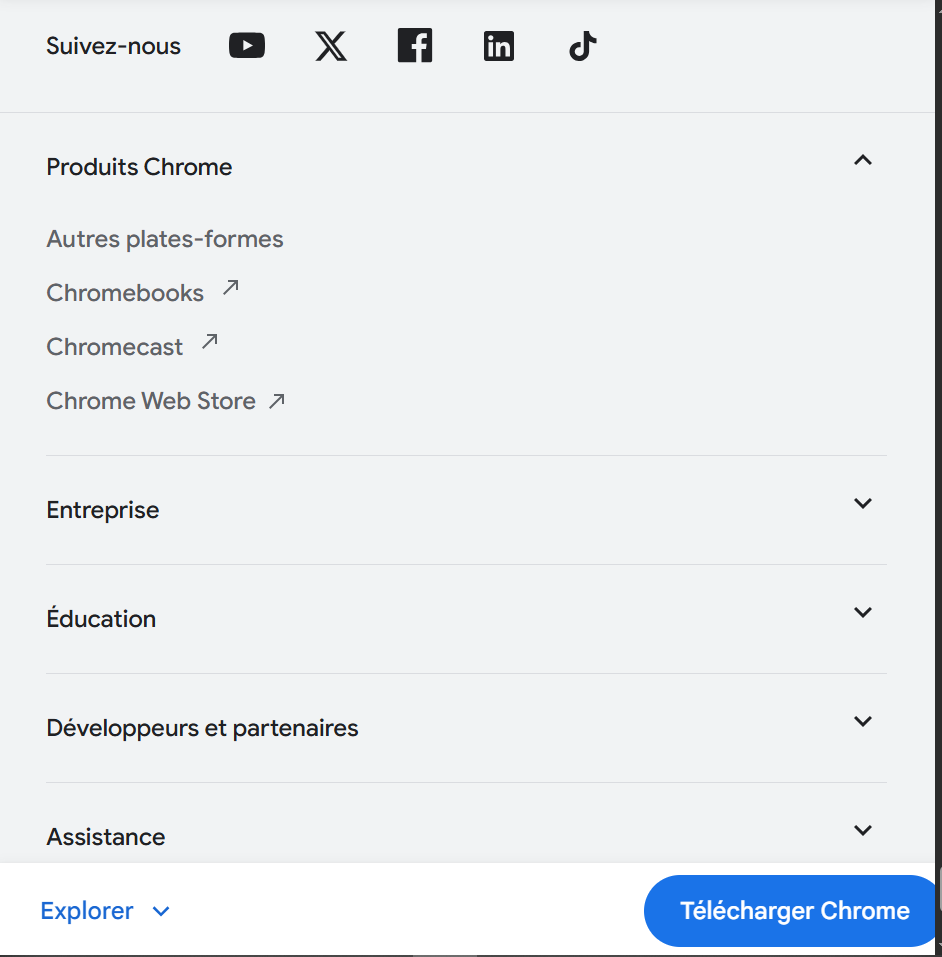 Suivez-nous
Produits Chrome
Autres plates-formes
Chromebooks
Chromecast
Chrome Web Store
Entreprise
Éducation
Développeurs et partenaires
Assistance
Explorer
Télécharger Chrome